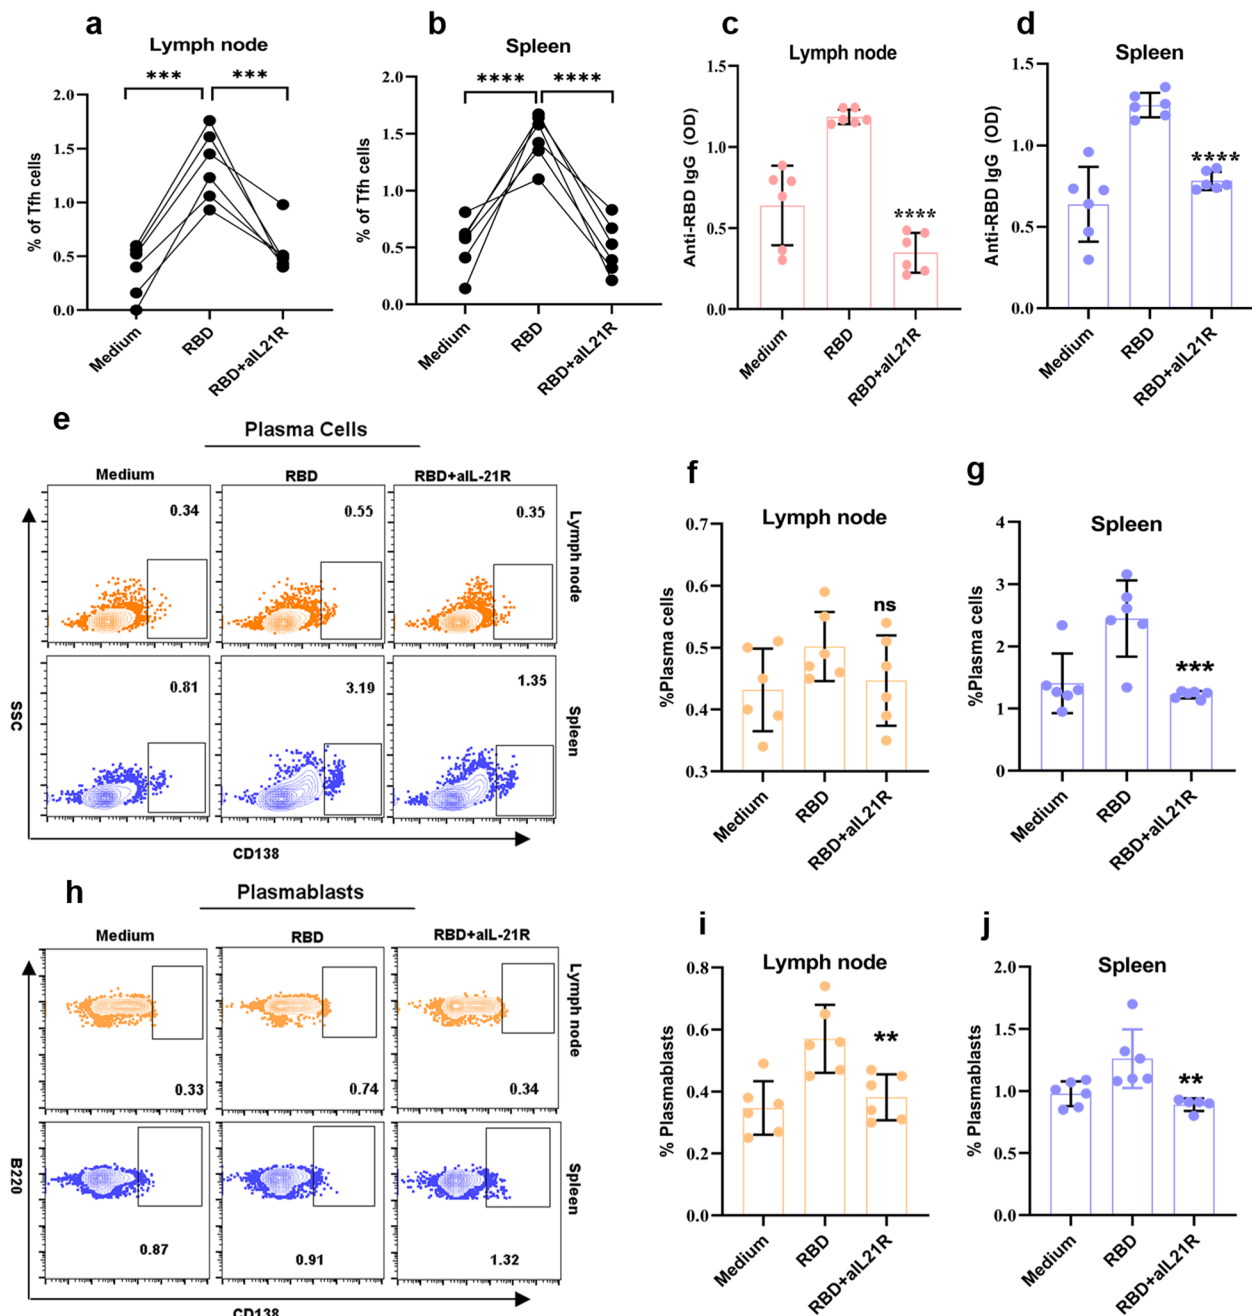 a
Lymph node
*** ***
% of Tfh cells
2.0
1.5
1.0
0.5
0.0
Medium
RBD
RBD+aIL21R
b
Spleen
**** ****
% of Tfh cells
2.0
1.5
1.0
0.5
0.0
Medium
RBD
RBD+aIL21R
c
Lymph node
Anti-RBD IgG (OD)
1.5
1.0
0.5
0.0
****
Medium
RBD
RBD+aIL21R
d
Spleen
Anti-RBD IgG (OD)
1.5
1.0
0.5
0.0
****
Medium
RBD
RBD+aIL21R
e
Plasma Cells
Medium RBD RBD+aIL-21R
0.34 0.55 0.35
Lymph node
0.81 3.19 1.35
Spleen
SSC
CD138
f
Lymph node
%Plasma cells
0.7
0.6
0.5
0.4
0.3
ns
Medium
RBD
RBD+aIL21R
g
Spleen
%Plasma cells
4
3
2
1
0
***
Medium
RBD
RBD+aIL21R
h
Plasmablasts
Medium RBD RBD+aIL-21R
0.33 0.74 0.34
Lymph node
0.87 0.91 1.32
Spleen
B220
CD138
i
Lymph node
% Plasmablasts
0.8
0.6
0.4
0.2
0.0
**
Medium
RBD
RBD+aIL21R
j
Spleen
% Plasmablasts
2.0
1.5
1.0
0.5
0.0
**
Medium
RBD
RBD+aIL21R